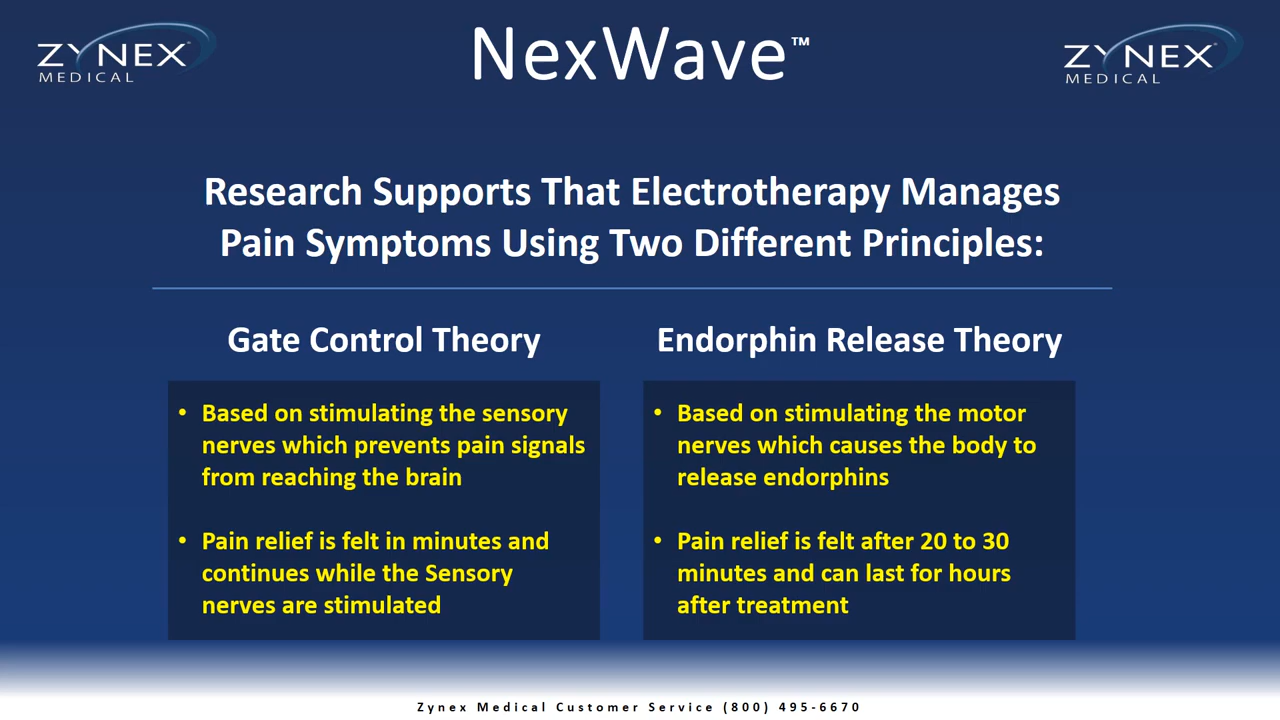 ZYNEX
MEDICAL
NexWave™
ZYNEX
MEDICAL
Research Supports That Electrotherapy Manages
Pain Symptoms Using Two Different Principles:
Gate Control Theory
• Based on stimulating the sensory
nerves which prevents pain signals
from reaching the brain
• Pain relief is felt in minutes and
continues while the Sensory
nerves are stimulated
Endorphin Release Theory
• Based on stimulating the motor
nerves which causes the body to
release endorphins
• Pain relief is felt after 20 to 30
minutes and can last for hours
after treatment
Zynex Medical Customer Service (800) 495-6670